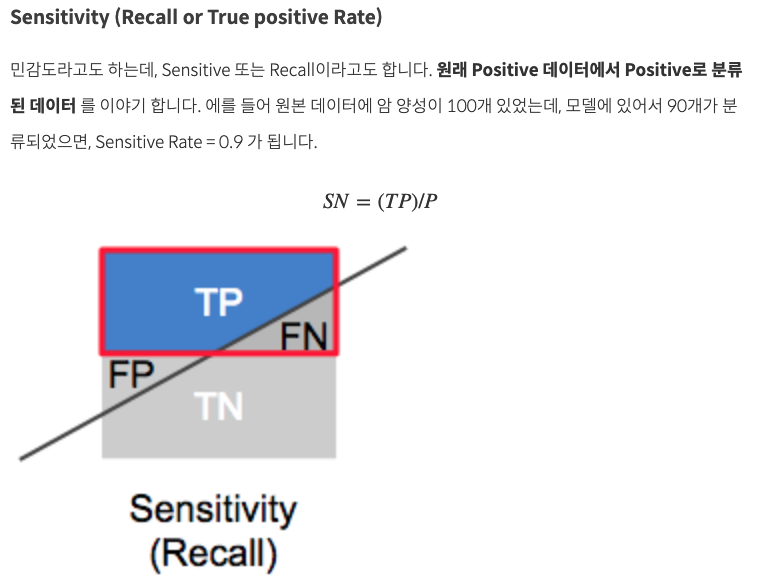 Sensitivity (Recall or True positive Rate)
민감도라고도 하는데, Sensitive 또는 Recall이라고도 합니다. 원래 Positive 데이터에서 Positive로 분류
된 데이터 를 이야기 합니다. 에를 들어 원본 데이터에 암 양성이 100개 있었는데, 모델에 있어서 90개가 분
류되었으면, Sensitive Rate = 0.9 가 됩니다.
SN = (TP)/P
TP
FN
FP
TN
Sensitivity
(Recall)